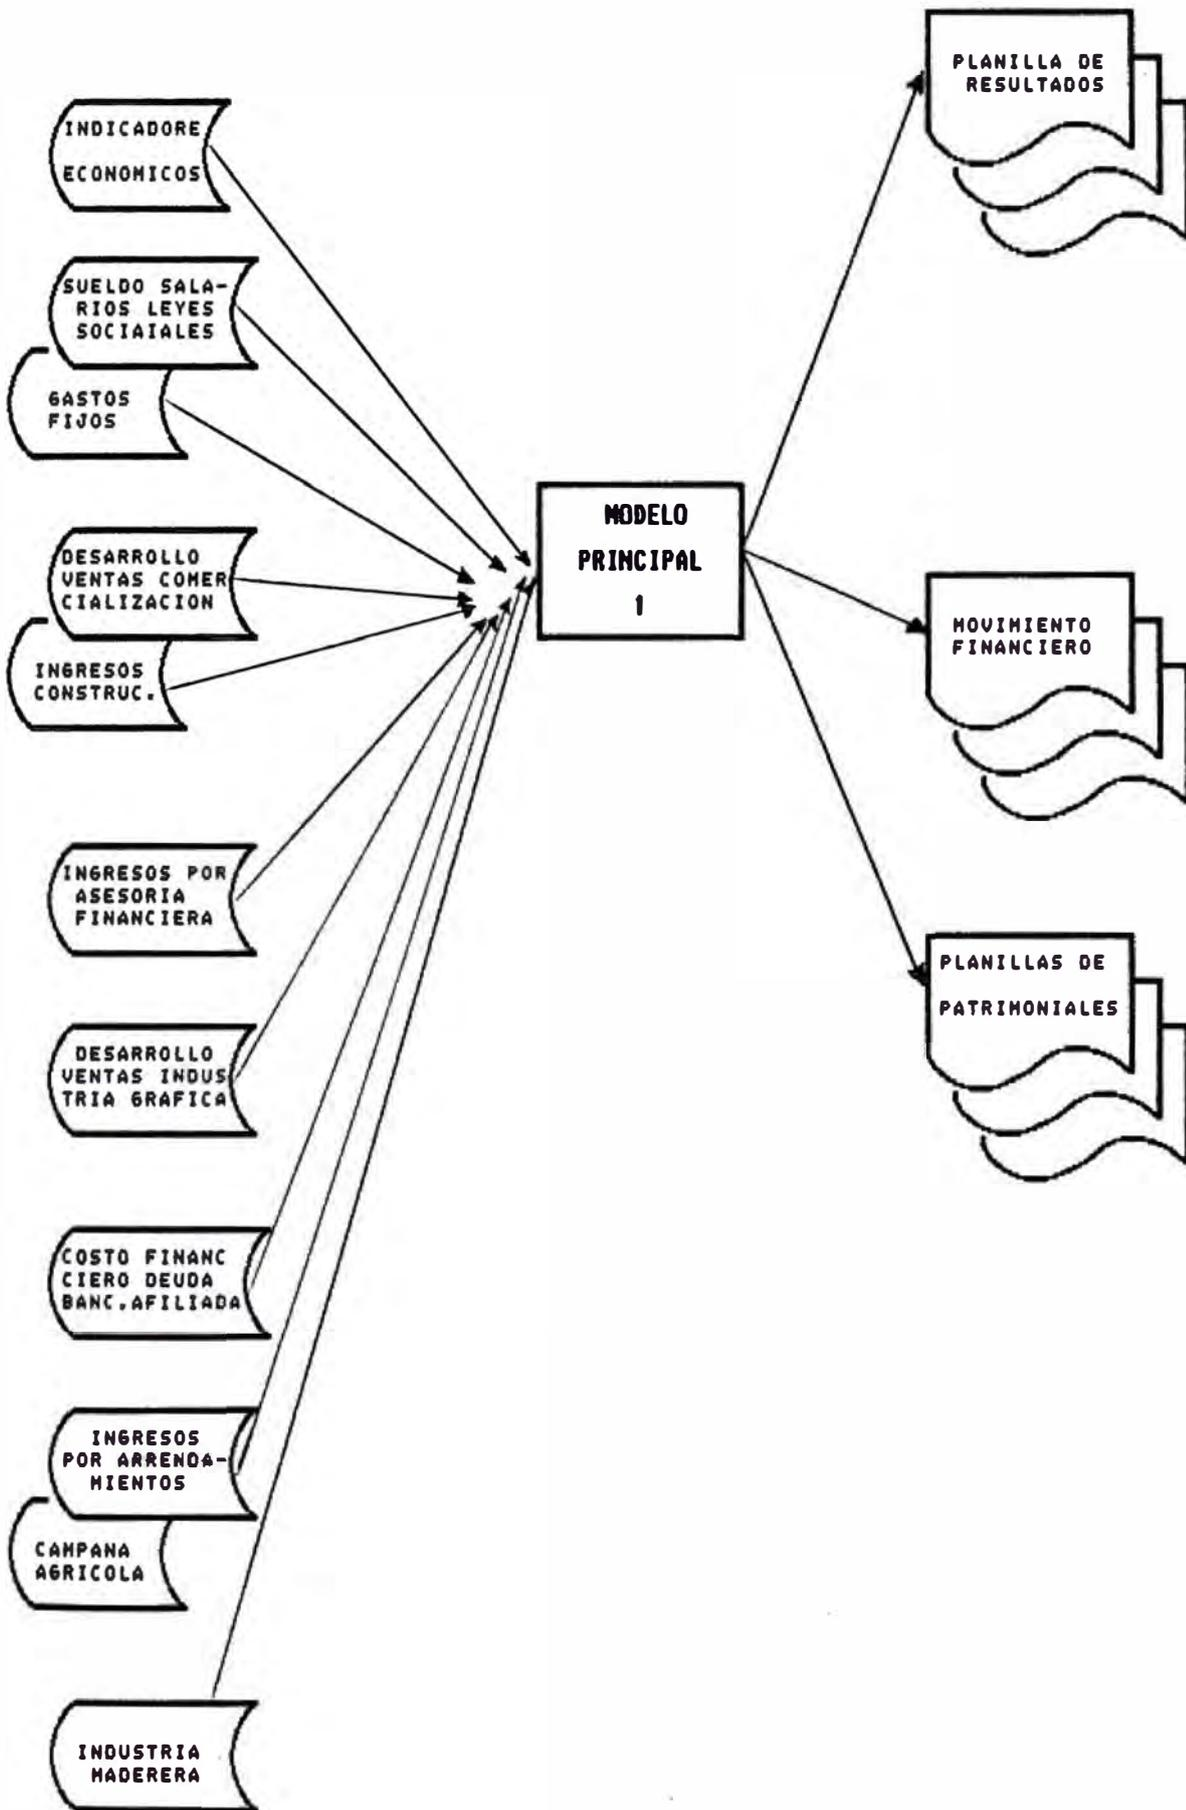 INDICADORE
ECONOMICOS
SUELDO SALA-
RIOS LEYES
SOCIAIALES
GASTOS
FIJOS
DESARROLLO
VENTAS COMER
CIALIZACION
INGRESOS
CONSTRUC.
INGRESOS POR
ASESORIA
FINANCIERA
DESARROLLO
VENTAS INDUS
TRIA GRAFICA
COSTO FINANC
CIERO DEUDA
BANC.AFILIADA
INGRESOS
POR ARRENDA-
MIENTOS
CAMPANA
AGRICOLA
INDUSTRIA
MADERERA
MODELO
PRINCIPAL
1
PLANILLA DE
RESULTADOS
MOVIMIENTO
FINANCIERO
PLANILLAS DE
PATRIMONIALES